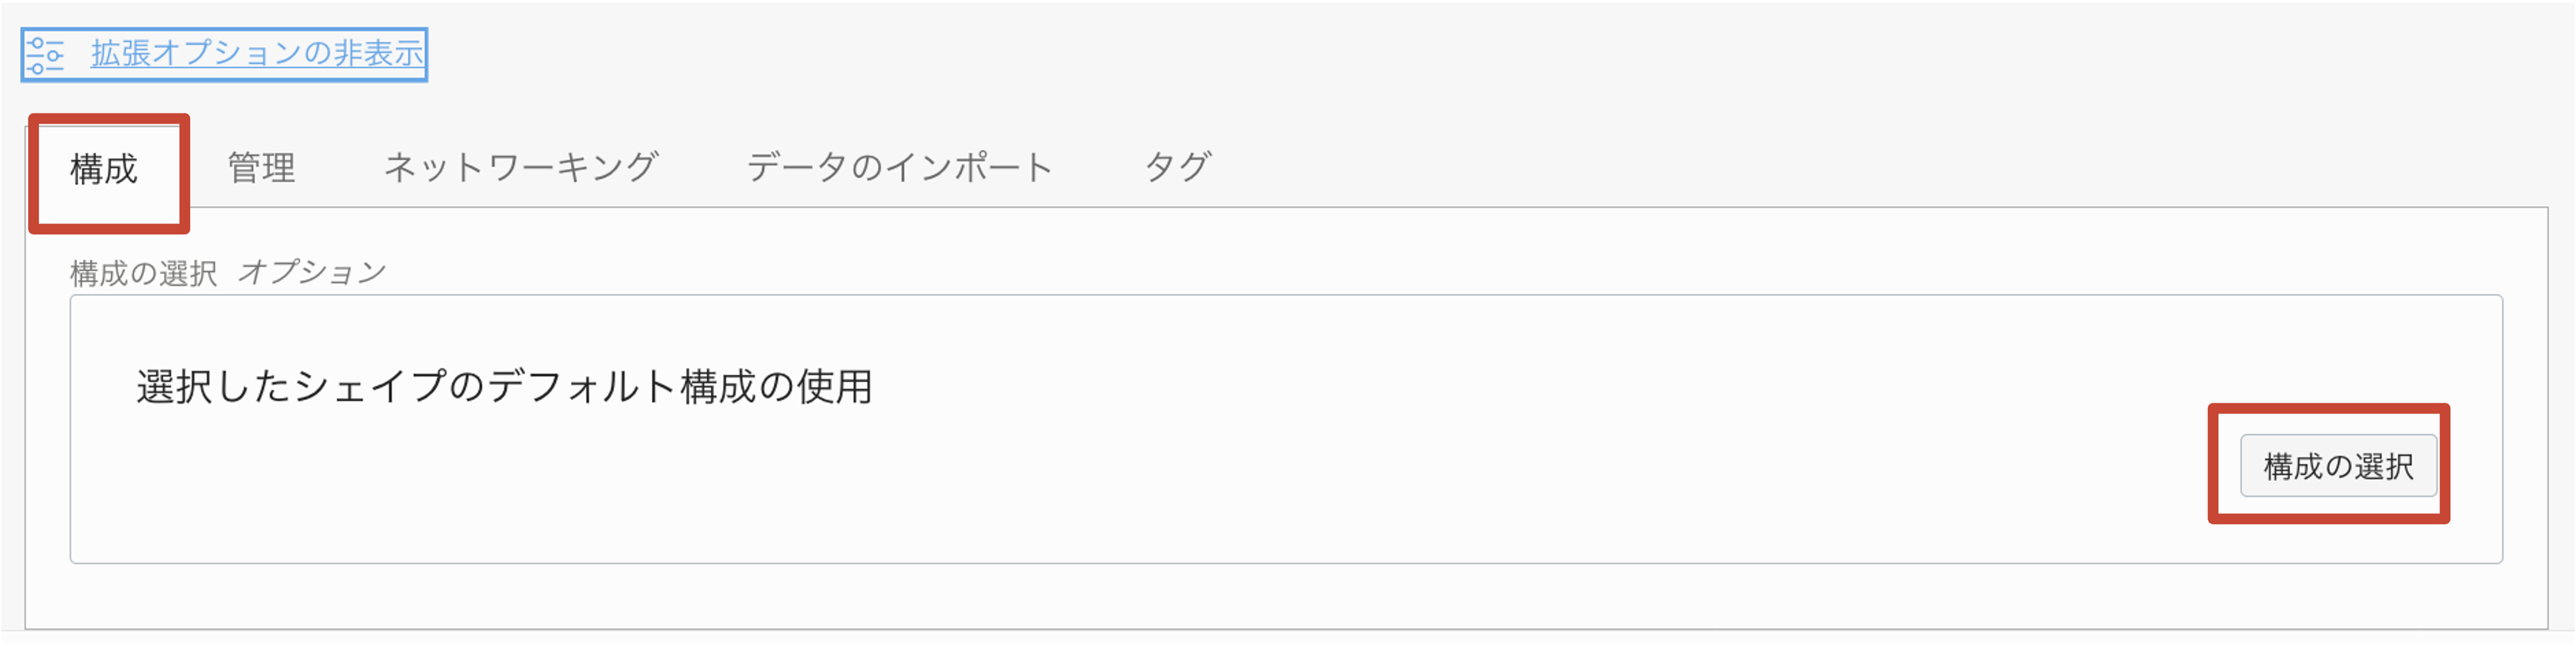 拡張オプションの非表示
構成 管理 ネットワーキング データのインポート タグ
構成の選択 オプション
選択したシェイプのデフォルト構成の使用
構成の選択